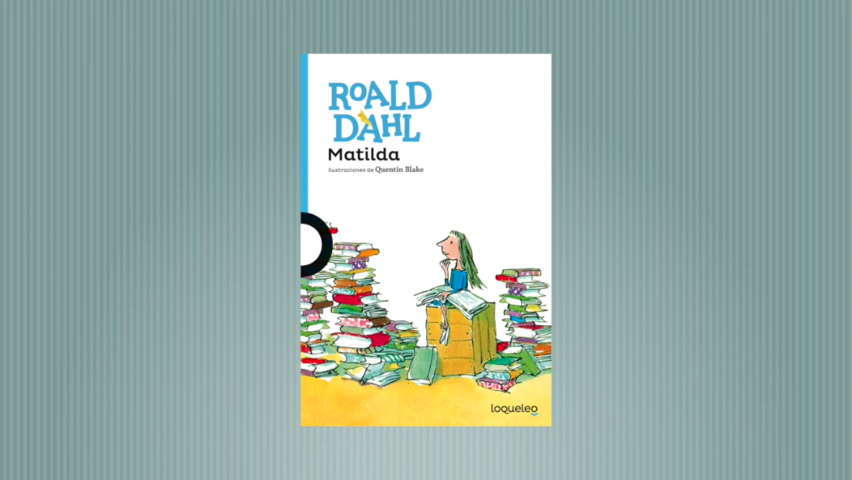 ROALD
DAHL
Matilda
Ilustraciones de Quentin Blake
loqueleo